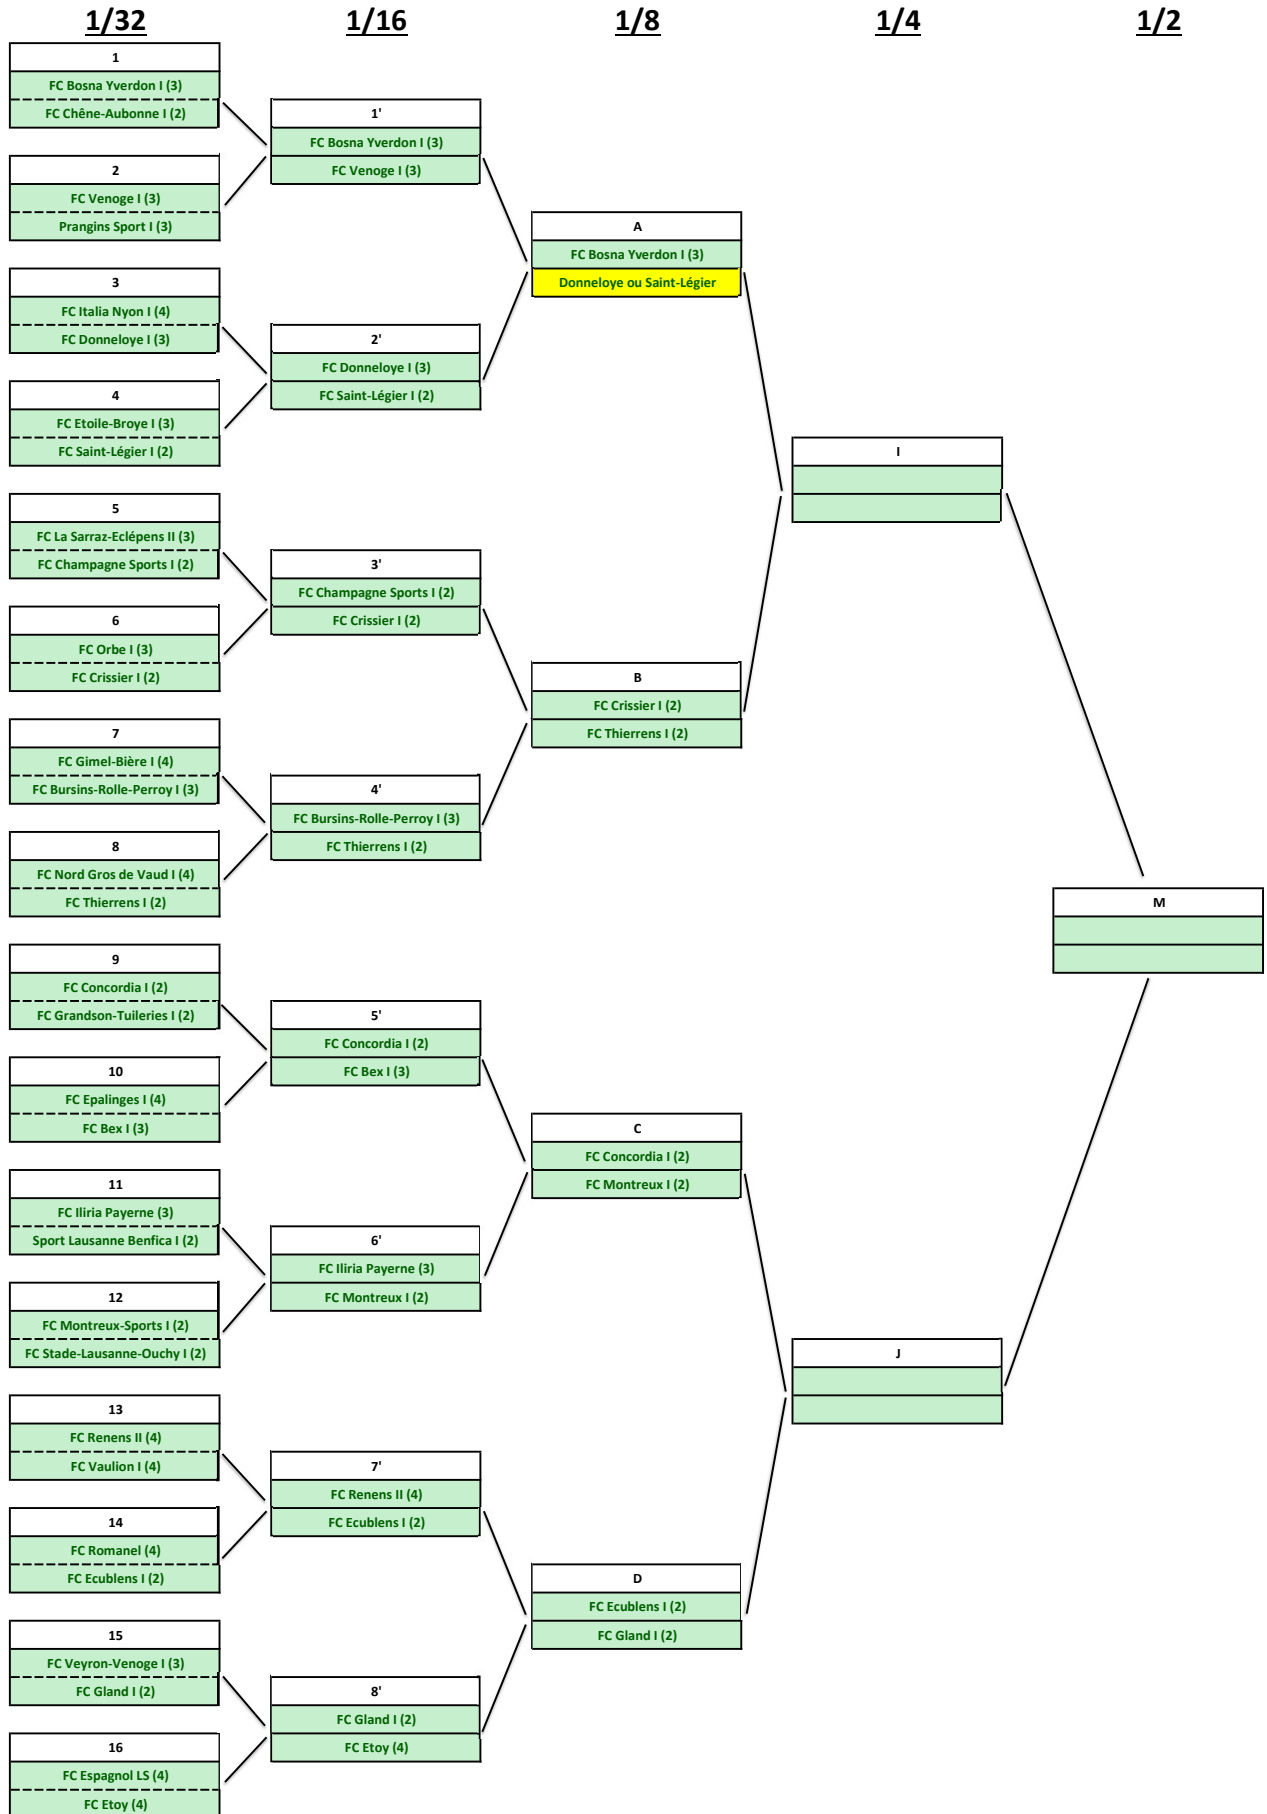 1/32
1/16
1/8
1/4
1/2
1
FC Bosna Yverdon I (3)
FC Chêne-Aubonne I (2)
2
FC Venoge I (3)
Prangins Sport I (3)
3
FC Italia Nyon I (4)
FC Donneloye I (3)
4
FC Etoile-Broye I (3)
FC Saint-Légier I (2)
5
FC La Sarraz-Eclépens II (3)
FC Champagne Sports I (2)
6
FC Orbe I (3)
FC Crissier I (2)
7
FC Gimel-Bière I (4)
FC Bursins-Rolle-Perroy I (3)
8
FC Nord Gros de Vaud I (4)
FC Thierrens I (2)
9
FC Concordia I (2)
FC Grandson-Tuileries I (2)
10
FC Epalinges I (4)
FC Bex I (3)
11
FC Iliria Payerne (3)
Sport Lausanne Benfica I (2)
12
FC Montreux-Sports I (2)
FC Stade-Lausanne-Ouchy I (2)
13
FC Renens II (4)
FC Vaulion I (4)
14
FC Romanel (4)
FC Ecublens I (2)
15
FC Veyron-Venoge I (3)
FC Gland I (2)
16
FC Espagnol LS (4)
FC Etoy (4)
1'
FC Bosna Yverdon I (3)
FC Venoge I (3)
2'
FC Donneloye I (3)
FC Saint-Légier I (2)
3'
FC Champagne Sports I (2)
FC Crissier I (2)
4'
FC Bursins-Rolle-Perroy I (3)
FC Thierrens I (2)
5'
FC Concordia I (2)
FC Bex I (3)
6'
FC Iliria Payerne (3)
FC Montreux I (2)
7'
FC Renens II (4)
FC Ecublens I (2)
8'
FC Gland I (2)
FC Etoy (4)
A
FC Bosna Yverdon I (3)
Donneloye ou Saint-Légier
B
FC Crissier I (2)
FC Thierrens I (2)
C
FC Concordia I (2)
FC Montreux I (2)
D
FC Ecublens I (2)
FC Gland I (2)
I
J
M